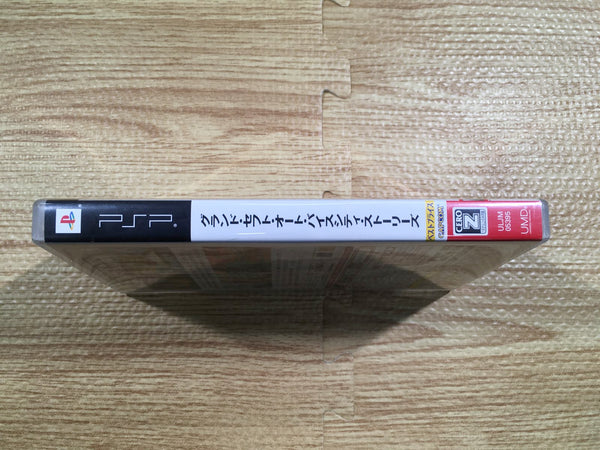 PSP
グランド・セフト・オート・バイスシティ・ストーリーズ
ベストプライス
CAPCOM
CERO
Z
ULJM
05395
UMD